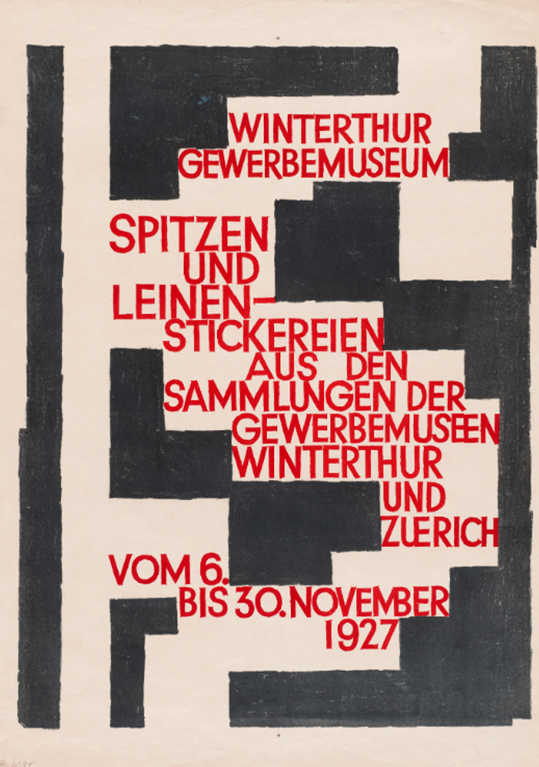 WINTERTHUR
GEWERBEMUSEUM
SPITZEN
UND
LEINEN-
STICKEREIEN
AUS DEN
SAMMLUNGEN DER
GEWERBEMUSEEN
WINTERTHUR
UND
ZUERICH
VOM 6.
BIS 30. NOVEMBER
1927